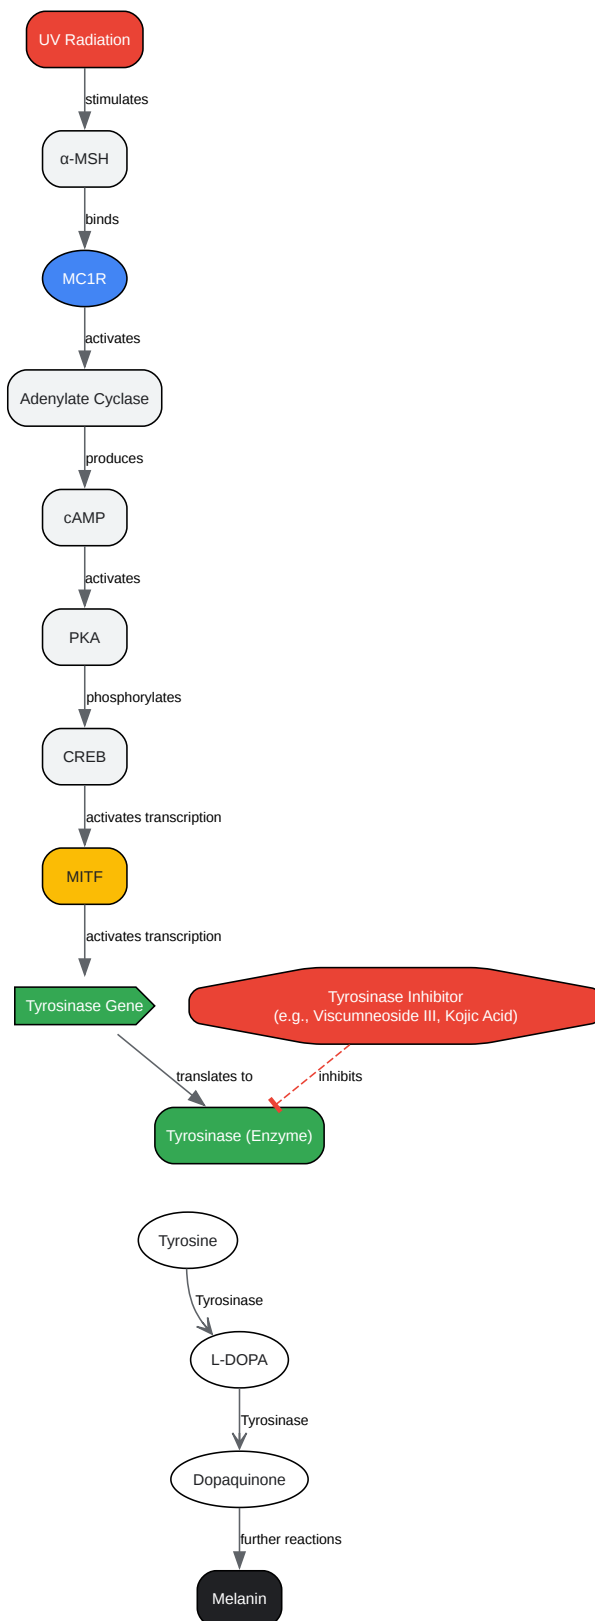 UV Radiation
stimulates
α-MSH
binds
MC1R
activates
Adenylate Cyclase
produces
cAMP
activates
PKA
phosphorylates
CREB
activates transcription
MITF
activates transcription
Tyrosinase Gene
Tyrosinase Inhibitor
(e.g., Viscumneoside III, Kojic Acid)
translates to
inhibits
Tyrosinase (Enzyme)
Tyrosine
Tyrosinase
L-DOPA
Tyrosinase
Dopaquinone
further reactions
Melanin